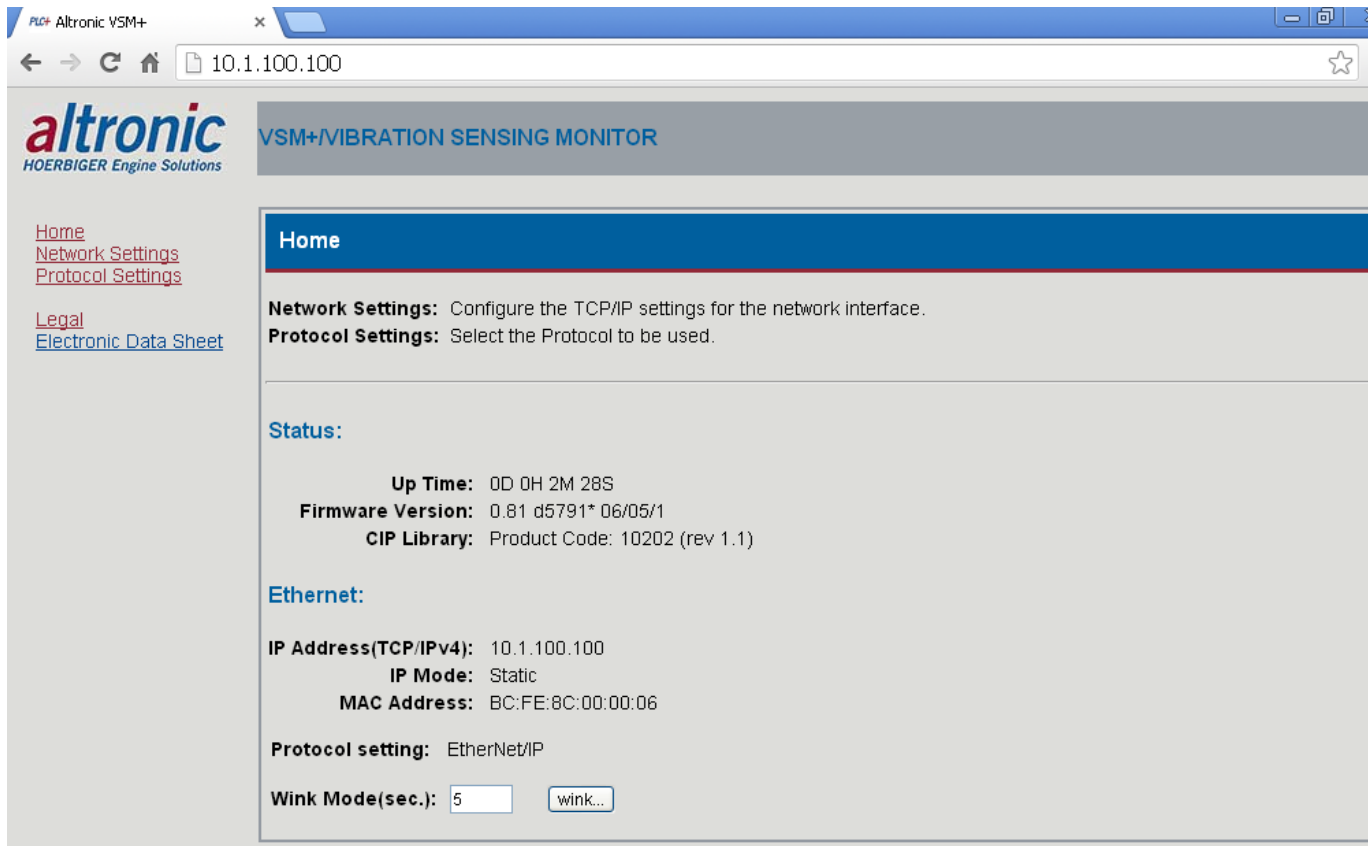 PLC+ Altronic VSM+
10.1.100.100
altronic
HOERBIGER Engine Solutions
VSM+/VIBRATION SENSING MONITOR
Home
Network Settings
Protocol Settings
Legal
Electronic Data Sheet
Home
Network Settings: Configure the TCP/IP settings for the network interface.
Protocol Settings: Select the Protocol to be used.
Status:
Up Time: 0D 0H 2M 28S
Firmware Version: 0.81 d5791* 06/05/1
CIP Library: Product Code: 10202 (rev 1.1)
Ethernet:
IP Address(TCP/IPv4): 10.1.100.100
IP Mode: Static
MAC Address: BC:FE:8C:00:00:06
Protocol setting: EtherNet/IP
Wink Mode(sec.): 5 wink...